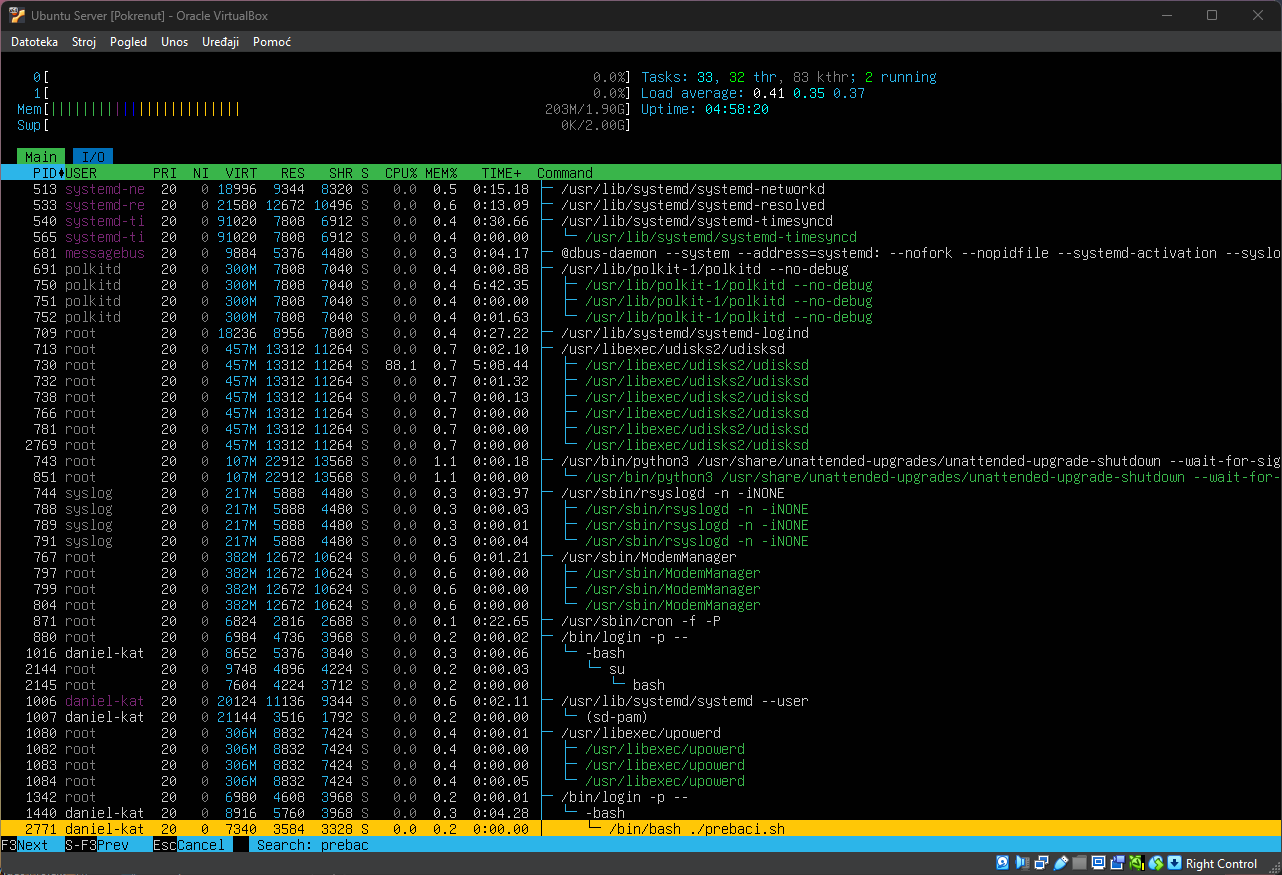 Ubuntu Server [Pokrenut] - Oracle VirtualBox
Datoteka Stroj Pogled Unos Uređaji Pomoć
0[ 0.0%] Tasks: 33, 32 thr, 83 kthr; 2 running
1[ 0.0%] Load average: 0.41 0.35 0.37
Mem[|||||||||||||||||||||||| 203M/1.90G] Uptime: 04:58:20
Swp[ 0K/2.00G]
Main I/O
PID USER PRI NI VIRT RES SHR S CPU% MEM% TIME+ Command
513 systemd-ne 20 0 18996 9344 8320 S 0.0 0.5 0:15.18 ├─ /usr/lib/systemd/systemd-networkd
533 systemd-re 20 0 21580 12672 10496 S 0.0 0.6 0:13.09 ├─ /usr/lib/systemd/systemd-resolved
540 systemd-ti 20 0 91020 7808 6912 S 0.0 0.4 0:30.66 ├─ /usr/lib/systemd/systemd-timesyncd
565 systemd-ti 20 0 91020 7808 6912 S 0.0 0.4 0:00.00 │ └─ /usr/lib/systemd/systemd-timesyncd
681 messagebus 20 0 9884 5376 4480 S 0.0 0.3 0:04.17 ├─ @dbus-daemon --system --address=systemd: --nofork --nopidfile --systemd-activation --syslo
691 polkitd 20 0 300M 7808 7040 S 0.0 0.4 0:00.88 ├─ /usr/lib/polkit-1/polkitd --no-debug
750 polkitd 20 0 300M 7808 7040 S 0.0 0.4 6:42.35 │ ├─ /usr/lib/polkit-1/polkitd --no-debug
751 polkitd 20 0 300M 7808 7040 S 0.0 0.4 0:00.00 │ ├─ /usr/lib/polkit-1/polkitd --no-debug
752 polkitd 20 0 300M 7808 7040 S 0.0 0.4 0:01.63 │ └─ /usr/lib/polkit-1/polkitd --no-debug
709 root 20 0 18236 8956 7808 S 0.0 0.4 0:27.22 ├─ /usr/lib/systemd/systemd-logind
713 root 20 0 457M 13312 11264 S 0.0 0.7 0:02.10 ├─ /usr/libexec/udisks2/udisksd
730 root 20 0 457M 13312 11264 S 88.1 0.7 5:08.44 │ ├─ /usr/libexec/udisks2/udisksd
732 root 20 0 457M 13312 11264 S 0.0 0.7 0:01.32 │ ├─ /usr/libexec/udisks2/udisksd
738 root 20 0 457M 13312 11264 S 0.0 0.7 0:00.13 │ ├─ /usr/libexec/udisks2/udisksd
766 root 20 0 457M 13312 11264 S 0.0 0.7 0:00.00 │ ├─ /usr/libexec/udisks2/udisksd
781 root 20 0 457M 13312 11264 S 0.0 0.7 0:00.01 │ ├─ /usr/libexec/udisks2/udisksd
2769 root 20 0 457M 13312 11264 S 0.0 0.7 0:00.00 │ └─ /usr/libexec/udisks2/udisksd
743 root 20 0 107M 22912 13568 S 0.0 1.1 0:00.18 ├─ /usr/bin/python3 /usr/share/unattended-upgrades/unattended-upgrade-shutdown --wait-for-sig
851 root 20 0 107M 22912 13568 S 0.0 1.1 0:00.00 │ └─ /usr/bin/python3 /usr/share/unattended-upgrades/unattended-upgrade-shutdown --wait-for-
744 syslog 20 0 217M 5888 4480 S 0.0 0.3 0:03.97 ├─ /usr/sbin/rsyslogd -n -iNONE
788 syslog 20 0 217M 5888 4480 S 0.0 0.3 0:00.03 │ ├─ /usr/sbin/rsyslogd -n -iNONE
789 syslog 20 0 217M 5888 4480 S 0.0 0.3 0:00.01 │ ├─ /usr/sbin/rsyslogd -n -iNONE
791 syslog 20 0 217M 5888 4480 S 0.0 0.3 0:00.04 │ └─ /usr/sbin/rsyslogd -n -iNONE
767 root 20 0 382M 12672 10624 S 0.0 0.6 0:01.21 ├─ /usr/sbin/ModemManager
797 root 20 0 382M 12672 10624 S 0.0 0.6 0:00.00 │ ├─ /usr/sbin/ModemManager
799 root 20 0 382M 12672 10624 S 0.0 0.6 0:00.00 │ ├─ /usr/sbin/ModemManager
804 root 20 0 382M 12672 10624 S 0.0 0.6 0:00.00 │ └─ /usr/sbin/ModemManager
871 root 20 0 6824 2816 2688 S 0.0 0.1 0:22.65 ├─ /usr/sbin/cron -f -P
880 root 20 0 6984 4736 3968 S 0.0 0.2 0:00.02 ├─ /bin/login -p --
1016 daniel-kat 20 0 8652 5376 3840 S 0.0 0.3 0:00.06 │ └─ -bash
2144 root 20 0 9748 4896 4224 S 0.0 0.2 0:00.03 │ └─ su
2145 root 20 0 7604 4224 3712 S 0.0 0.2 0:00.00 │ └─ bash
1006 daniel-kat 20 0 20124 11136 9344 S 0.0 0.6 0:02.11 ├─ /usr/lib/systemd/systemd --user
1007 daniel-kat 20 0 21144 3516 1792 S 0.0 0.2 0:00.00 │ └─ (sd-pam)
1080 root 20 0 306M 8832 7424 S 0.0 0.4 0:00.01 ├─ /usr/libexec/upowerd
1082 root 20 0 306M 8832 7424 S 0.0 0.4 0:00.00 │ ├─ /usr/libexec/upowerd
1083 root 20 0 306M 8832 7424 S 0.0 0.4 0:00.00 │ ├─ /usr/libexec/upowerd
1084 root 20 0 306M 8832 7424 S 0.0 0.4 0:00.05 │ └─ /usr/libexec/upowerd
1342 root 20 0 6980 4608 3968 S 0.0 0.2 0:00.01 ├─ /bin/login -p --
1440 daniel-kat 20 0 8916 5760 3968 S 0.0 0.3 0:04.28 │ └─ -bash
2771 daniel-kat 20 0 7340 3584 3328 S 0.0 0.2 0:00.00 │ └─ /bin/bash ./prebaci.sh
F3Next S-F3Prev EscCancel Search: prebac
Right Control